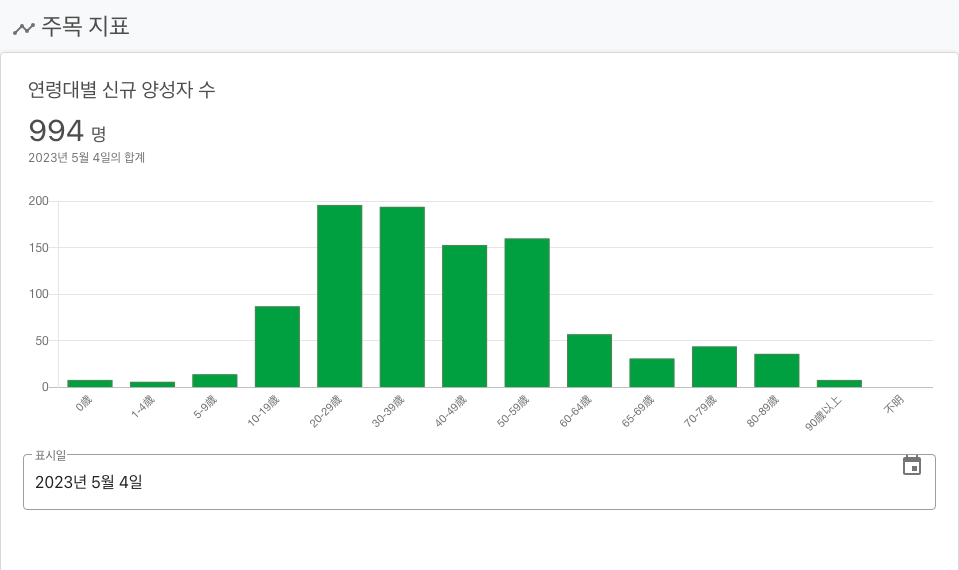 주목 지표
연령대별 신규 양성자 수
994 명
2023년 5월 4일의 합계
200
150
100
50
0
0歳
1-4歳
5-9歳
10-19歳
20-29歳
30-39歳
40-49歳
50-59歳
60-64歳
65-69歳
70-79歳
80-89歳
90歳以上
不明
표시일
2023년 5월 4일